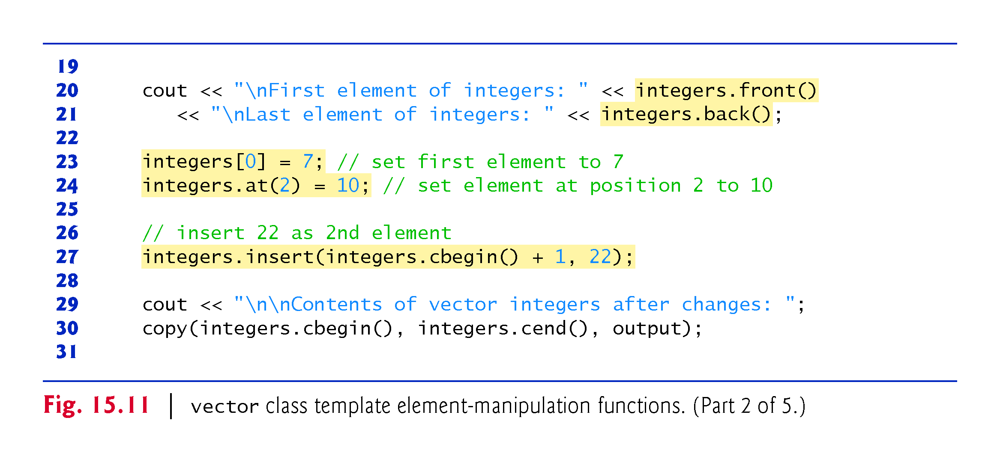 19
20 cout << "\nFirst element of integers: " << integers.front()
21 << "\nLast element of integers: " << integers.back();
22
23 integers[0] = 7; // set first element to 7
24 integers.at(2) = 10; // set element at position 2 to 10
25
26 // insert 22 as 2nd element
27 integers.insert(integers.cbegin() + 1, 22);
28
29 cout << "\n\nContents of vector integers after changes: ";
30 copy(integers.cbegin(), integers.cend(), output);
31
Fig. 15.11 | vector class template element-manipulation functions. (Part 2 of 5.)